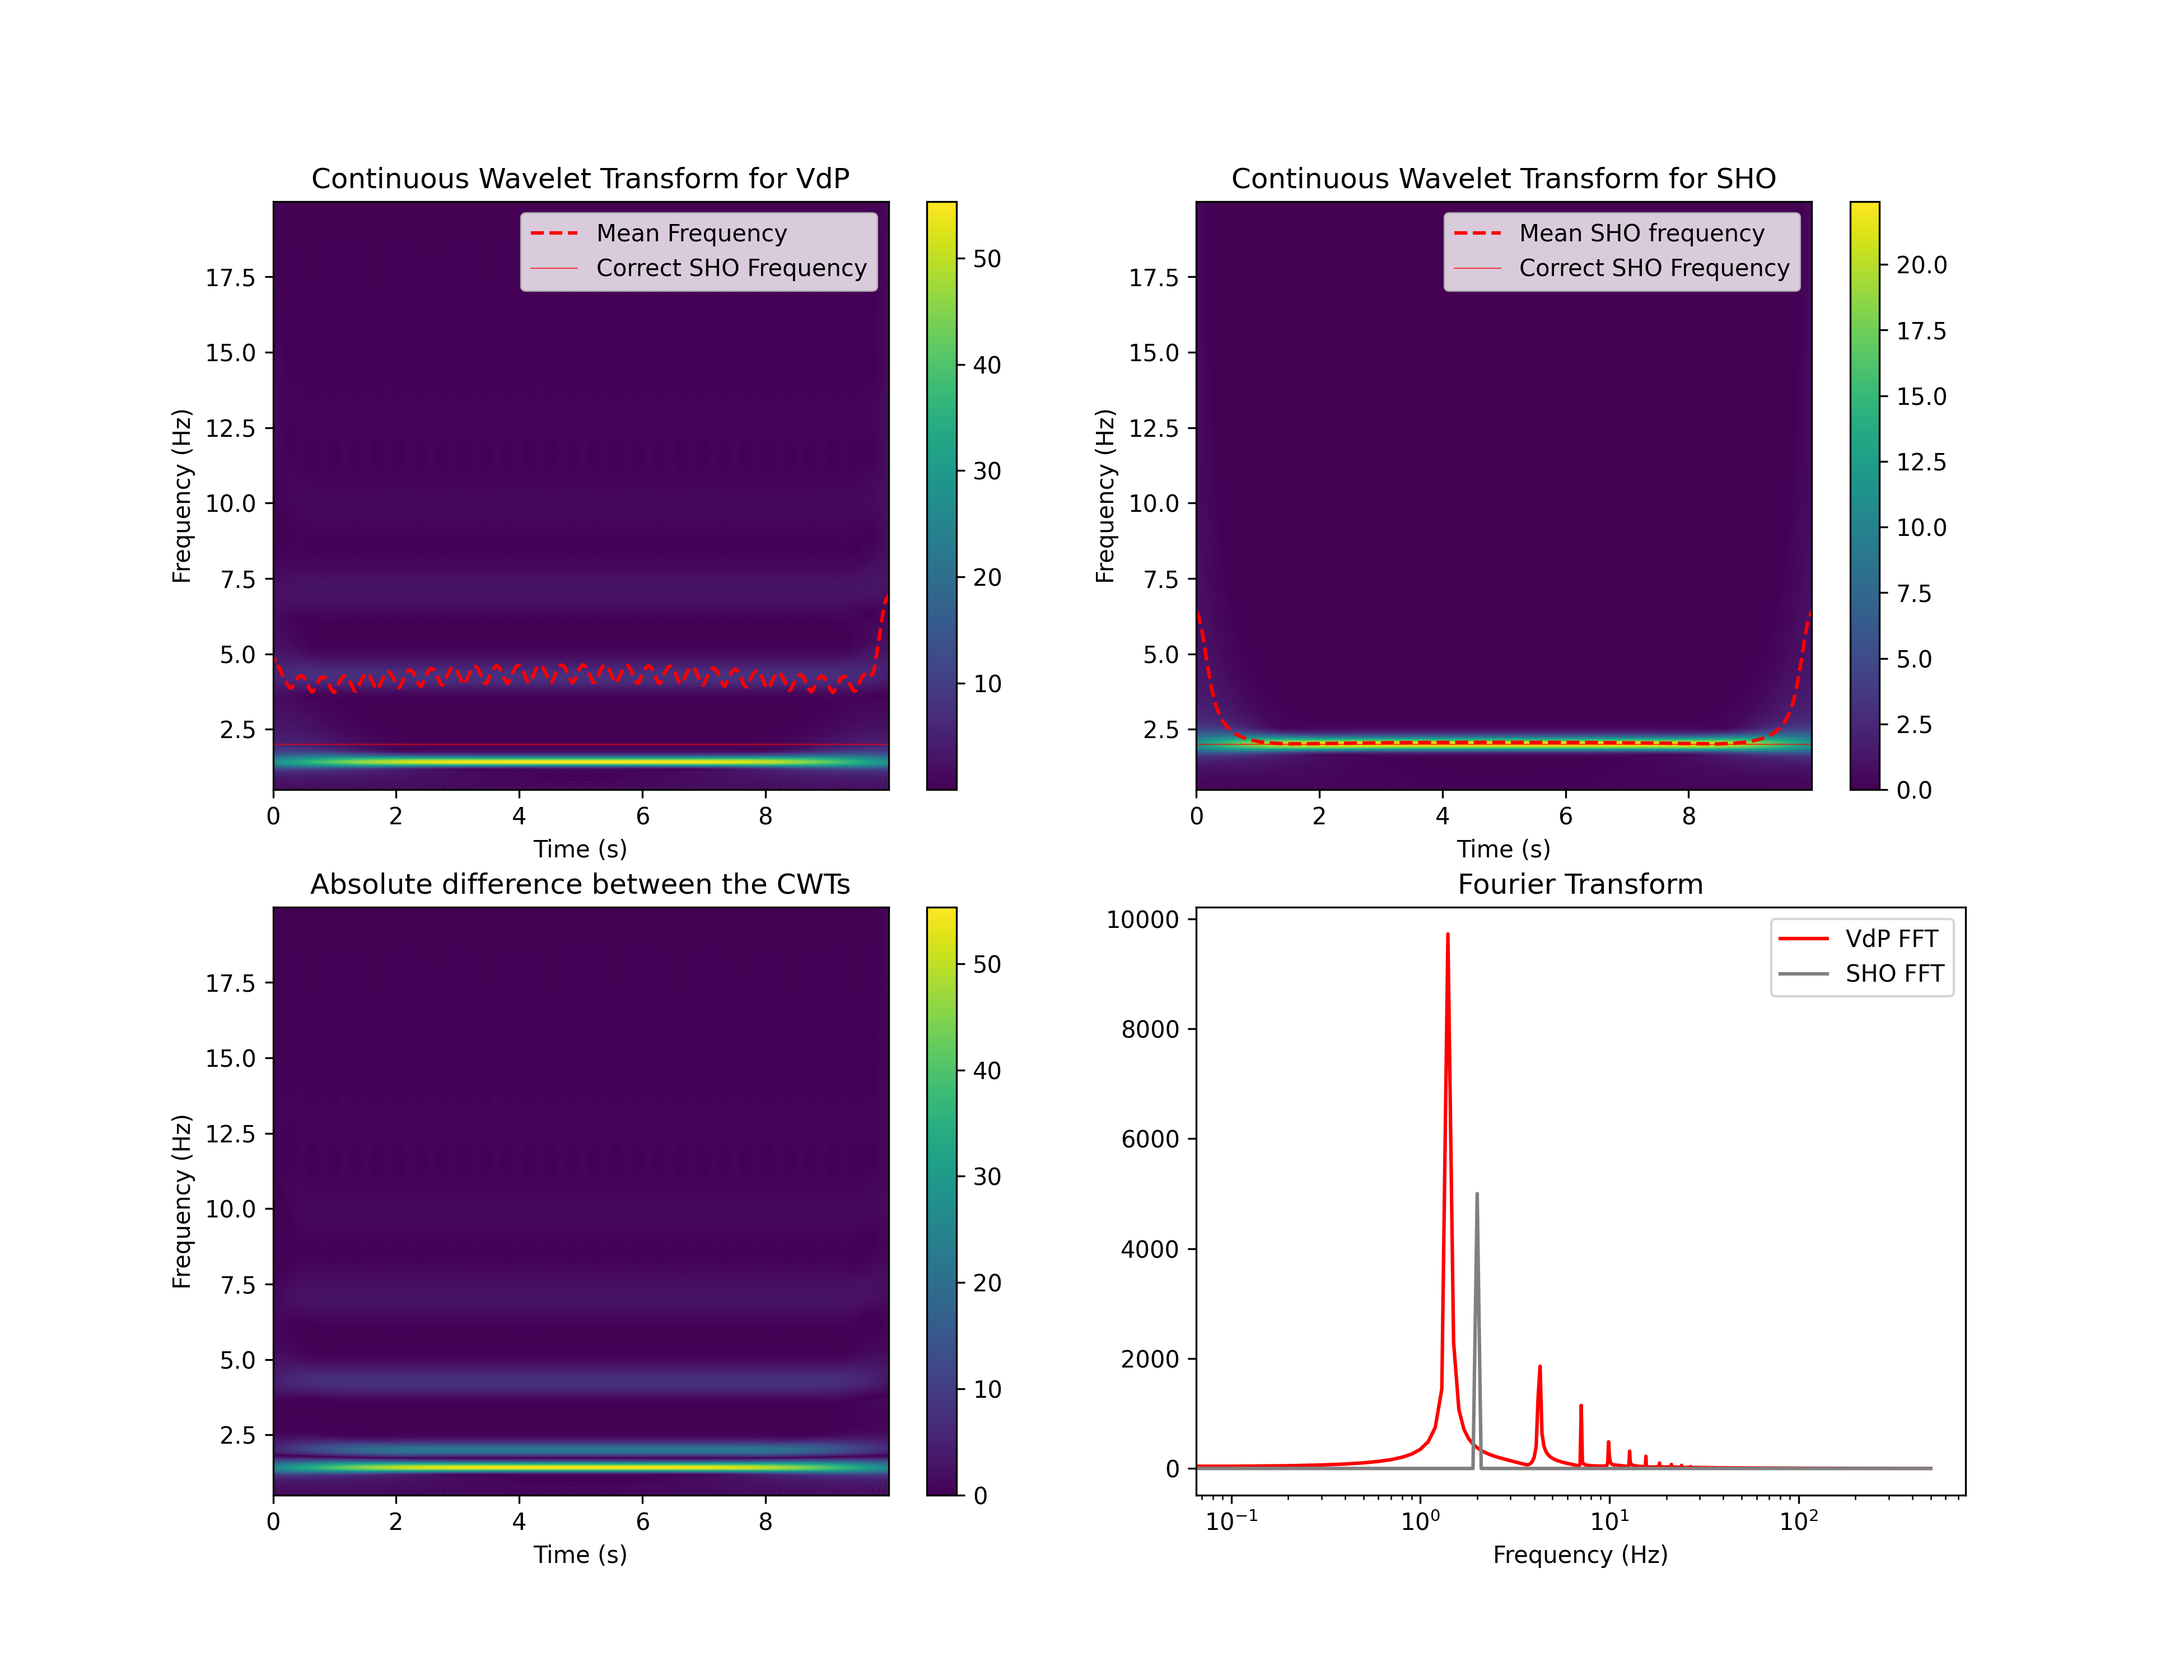 Continuous Wavelet Transform for VdP
Mean Frequency
Correct SHO Frequency
Frequency (Hz)
17.5
15.0
12.5
10.0
7.5
5.0
2.5
0 2 4 6 8
Time (s)
50
40
30
20
10
Continuous Wavelet Transform for SHO
Mean SHO frequency
Correct SHO Frequency
Frequency (Hz)
17.5
15.0
12.5
10.0
7.5
5.0
2.5
0 2 4 6 8
Time (s)
20.0
17.5
15.0
12.5
10.0
7.5
5.0
2.5
0.0
Absolute difference between the CWTs
Frequency (Hz)
17.5
15.0
12.5
10.0
7.5
5.0
2.5
0 2 4 6 8
Time (s)
50
40
30
20
10
0
Fourier Transform
VdP FFT
SHO FFT
10000
8000
6000
4000
2000
0
10⁻¹ 10⁰ 10¹ 10²
Frequency (Hz)